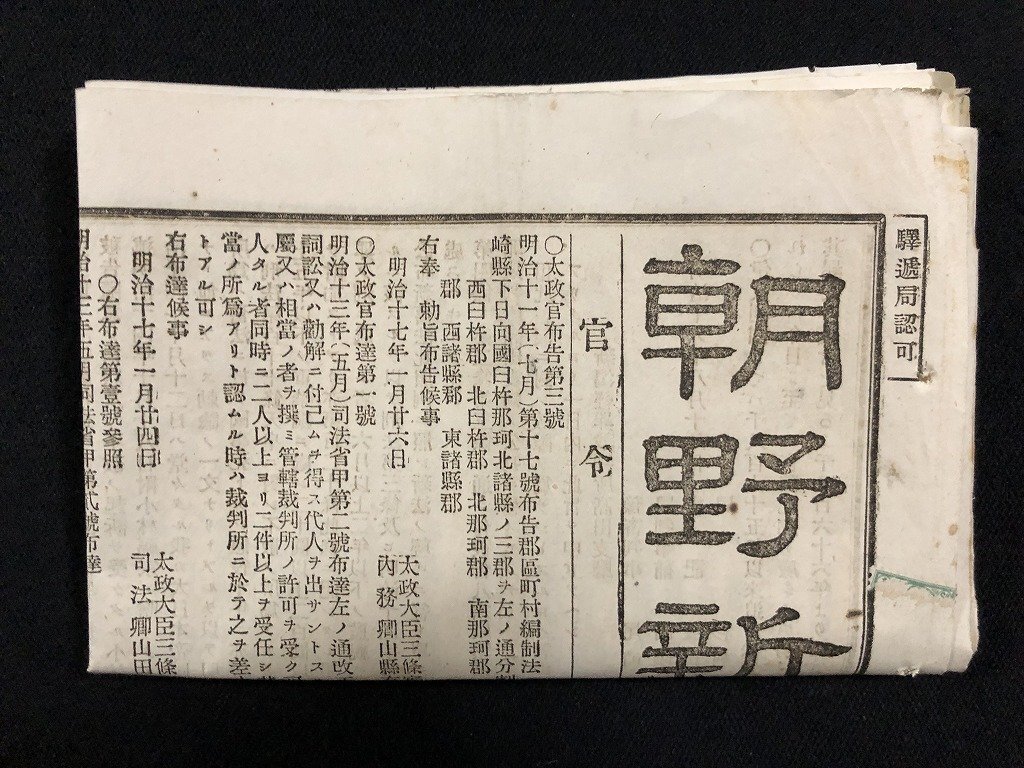 驛遞局認可
朝野新
官令
〇太政官布告第三號
明治十一年(七月)第十七號布告郡區町村編制法
崎縣下日向國臼杵那珂北諸縣ノ三郡ヲ左ノ通分
西臼杵郡 北臼杵郡 北那珂郡 南那珂郡
郡 西諸縣郡 東諸縣郡
右奉 勅旨布告候事
明治十七年一月廿六日
太政大臣三條
內務卿山縣
〇太政官布達第一號
明治十三年(五月)司法省甲第二號布達左ノ通改
詞訟又ハ勸解ニ付己ムヲ得ス代人ヲ出サントス
屬又ハ相當ノ者ヲ撰ミ管轄裁判所ノ許可ヲ受ク
人タル者同時ニ二人以上ヨリ二件以上ヲ受任シ
當ノ所爲アリト認ムル時ハ裁判所ニ於テ之ヲ差
トアル可シ
右布達候事
明治十七年一月廿四日
太政大臣三條
司法卿山田
〇右布達第壹號參照
明治十三年五月司法省甲第貳號布達